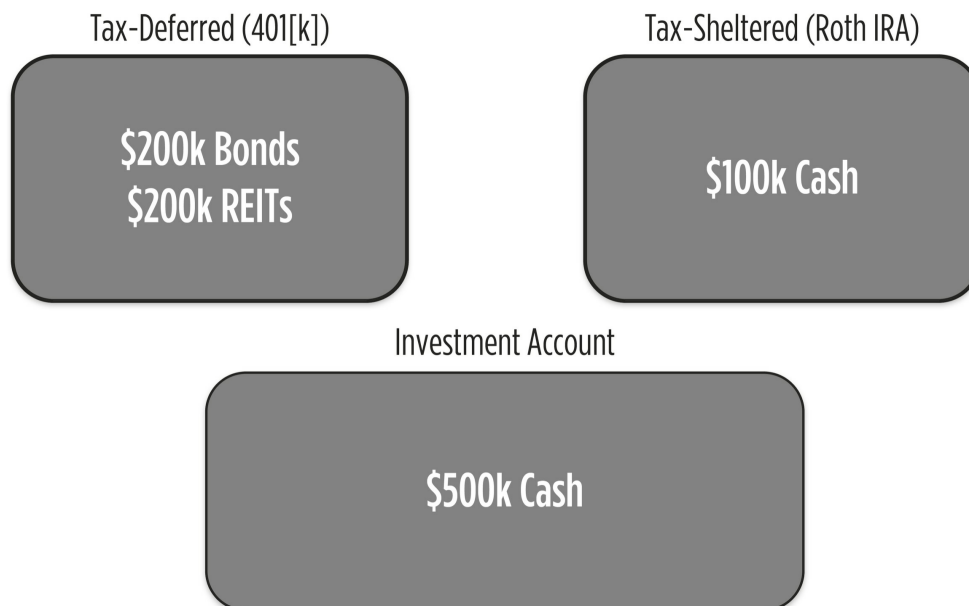 Tax-Deferred (401[k])
Tax-Sheltered (Roth IRA)
$200k Bonds
$200k REITs
$100k Cash
Investment Account
$500k Cash